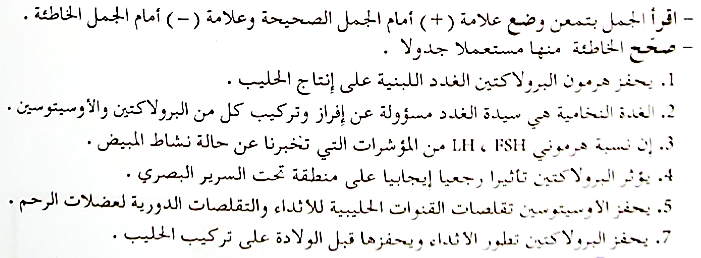 – اقرأ الجمل بتمعن وضع علامة (+) أمام الجمل الصحيحة وعلامة (–) أمام الجمل الخاطئة .
– صحّح الخاطئة منها مستعملا جدولا .
1. يحفز هرمون البرولاكتين الغدد اللبنية على إنتاج الحليب .
2. الغدة النخامية هي سيدة الغدد مسؤولة عن إفراز وتركيب كل من البرولاكتين والأوسيتوسين .
3. إن نسبة هرموني LH ، FSH من المؤشرات التي تخبرنا عن حالة نشاط المبيض .
4. يؤثر البرولاكتين تأثيرا رجعيا إيجابيا على منطقة تحت السرير البصري .
5. يحفز الاوسيتوسين تقلصات القنوات الحليبية للأثداء والتقلصات الدورية لعضلات الرحم .
7. يحفز البرولاكتين تطور الاثداء ويحفزها قبل الولادة على تركيب الحليب .